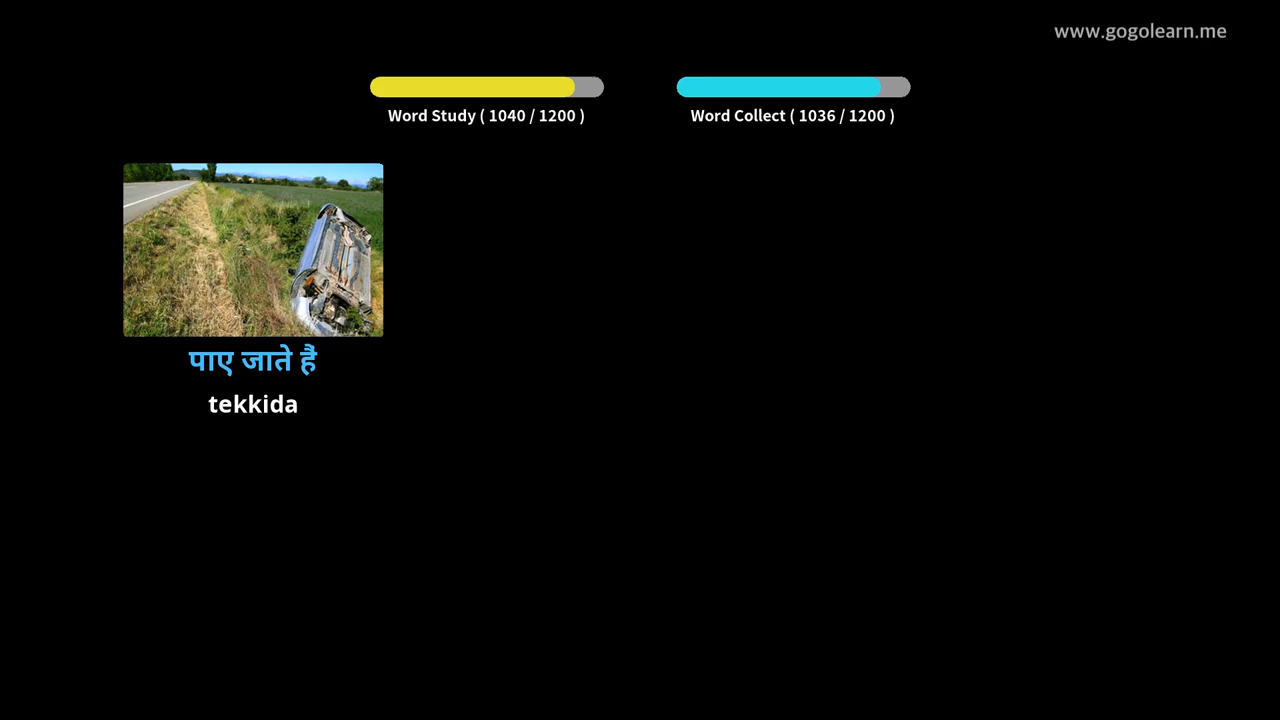 www.gogolearn.me
Word Study ( 1040 / 1200 )
Word Collect ( 1036 / 1200 )
पाए जाते हैं
tekkida